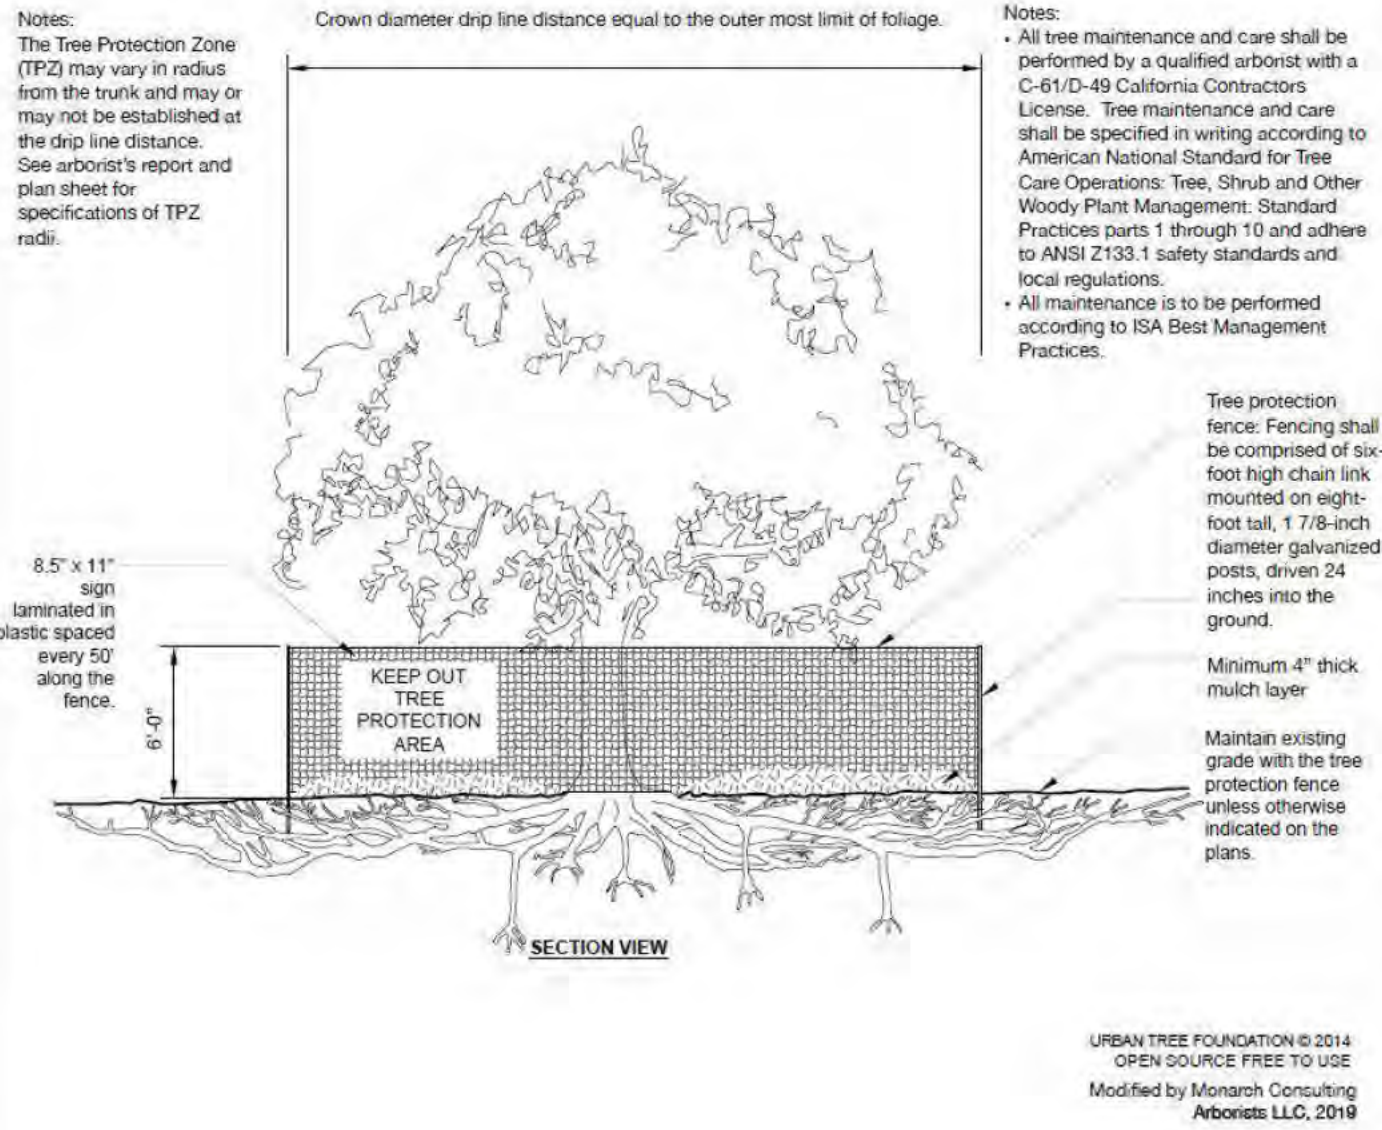 Notes:
The Tree Protection Zone
(TPZ) may vary in radius
from the trunk and may or
may not be established at
the drip line distance.
See arborist's report and
plan sheet for
specifications of TPZ
radii.
Crown diameter drip line distance equal to the outer most limit of foliage.
Notes:
• All tree maintenance and care shall be
performed by a qualified arborist with a
C-61/D-49 California Contractors
License. Tree maintenance and care
shall be specified in writing according to
American National Standard for Tree
Care Operations: Tree, Shrub and Other
Woody Plant Management: Standard
Practices parts 1 through 10 and adhere
to ANSI Z133.1 safety standards and
local regulations.
• All maintenance is to be performed
according to ISA Best Management
Practices.
Tree protection
fence: Fencing shall
be comprised of six-
foot high chain link
mounted on eight-
foot tall, 1 7/8-inch
diameter galvanized
posts, driven 24
inches into the
ground.
8.5" x 11"
sign
laminated in
plastic spaced
every 50'
along the
fence.
6'-0"
KEEP OUT
TREE
PROTECTION
AREA
Minimum 4" thick
mulch layer
Maintain existing
grade with the tree
protection fence
unless otherwise
indicated on the
plans.
SECTION VIEW
URBAN TREE FOUNDATION © 2014
OPEN SOURCE FREE TO USE
Modified by Monarch Consulting
Arborists LLC, 2019